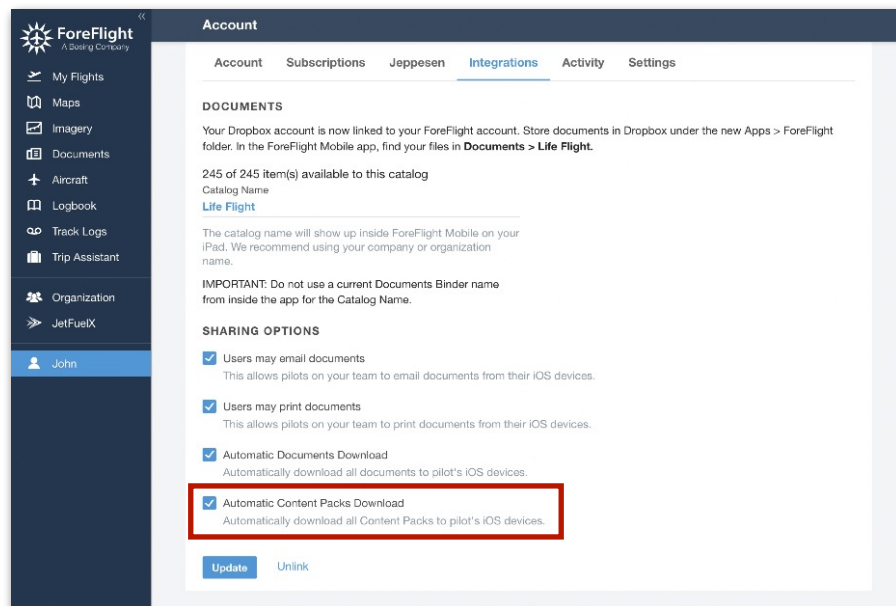 «
ForeFlight
A Boeing Company
My Flights
Maps
Imagery
Documents
Aircraft
Logbook
Track Logs
Trip Assistant
Organization
JetFuelX
John
Account
Account Subscriptions Jeppesen Integrations Activity Settings
DOCUMENTS
Your Dropbox account is now linked to your ForeFlight account. Store documents in Dropbox under the new Apps > ForeFlight
folder. In the ForeFlight Mobile app, find your files in Documents > Life Flight.
245 of 245 item(s) available to this catalog
Catalog Name
Life Flight
The catalog name will show up inside ForeFlight Mobile on your
iPad. We recommend using your company or organization
name.
IMPORTANT: Do not use a current Documents Binder name
from inside the app for the Catalog Name.
SHARING OPTIONS
Users may email documents
This allows pilots on your team to email documents from their iOS devices.
Users may print documents
This allows pilots on your team to print documents from their iOS devices.
Automatic Documents Download
Automatically download all documents to pilot's iOS devices.
Automatic Content Packs Download
Automatically download all Content Packs to pilot's iOS devices.
Update Unlink